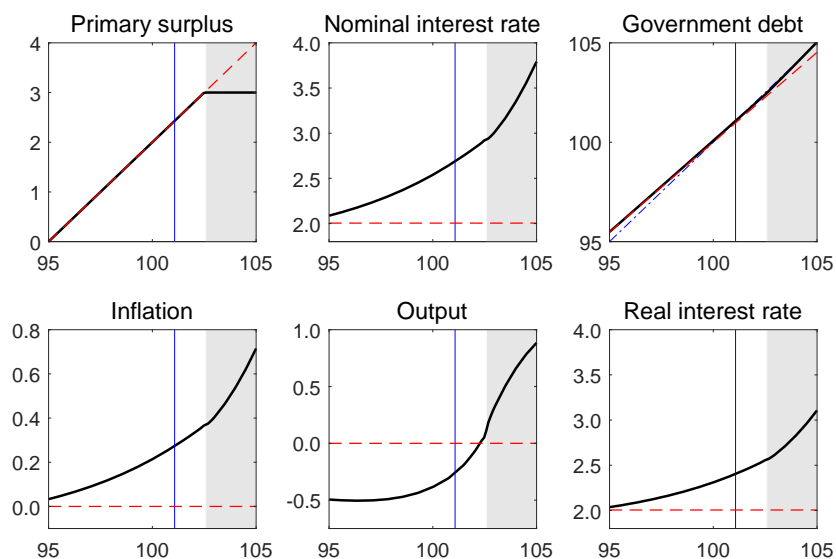 Primary surplus
4
3
2
1
0
95 100 105
Nominal interest rate
4.0
3.5
3.0
2.5
2.0
95 100 105
Government debt
105
100
95
95 100 105
Inflation
0.8
0.6
0.4
0.2
0.0
95 100 105
Output
1.0
0.5
0.0
-0.5
95 100 105
Real interest rate
4.0
3.5
3.0
2.5
2.0
95 100 105